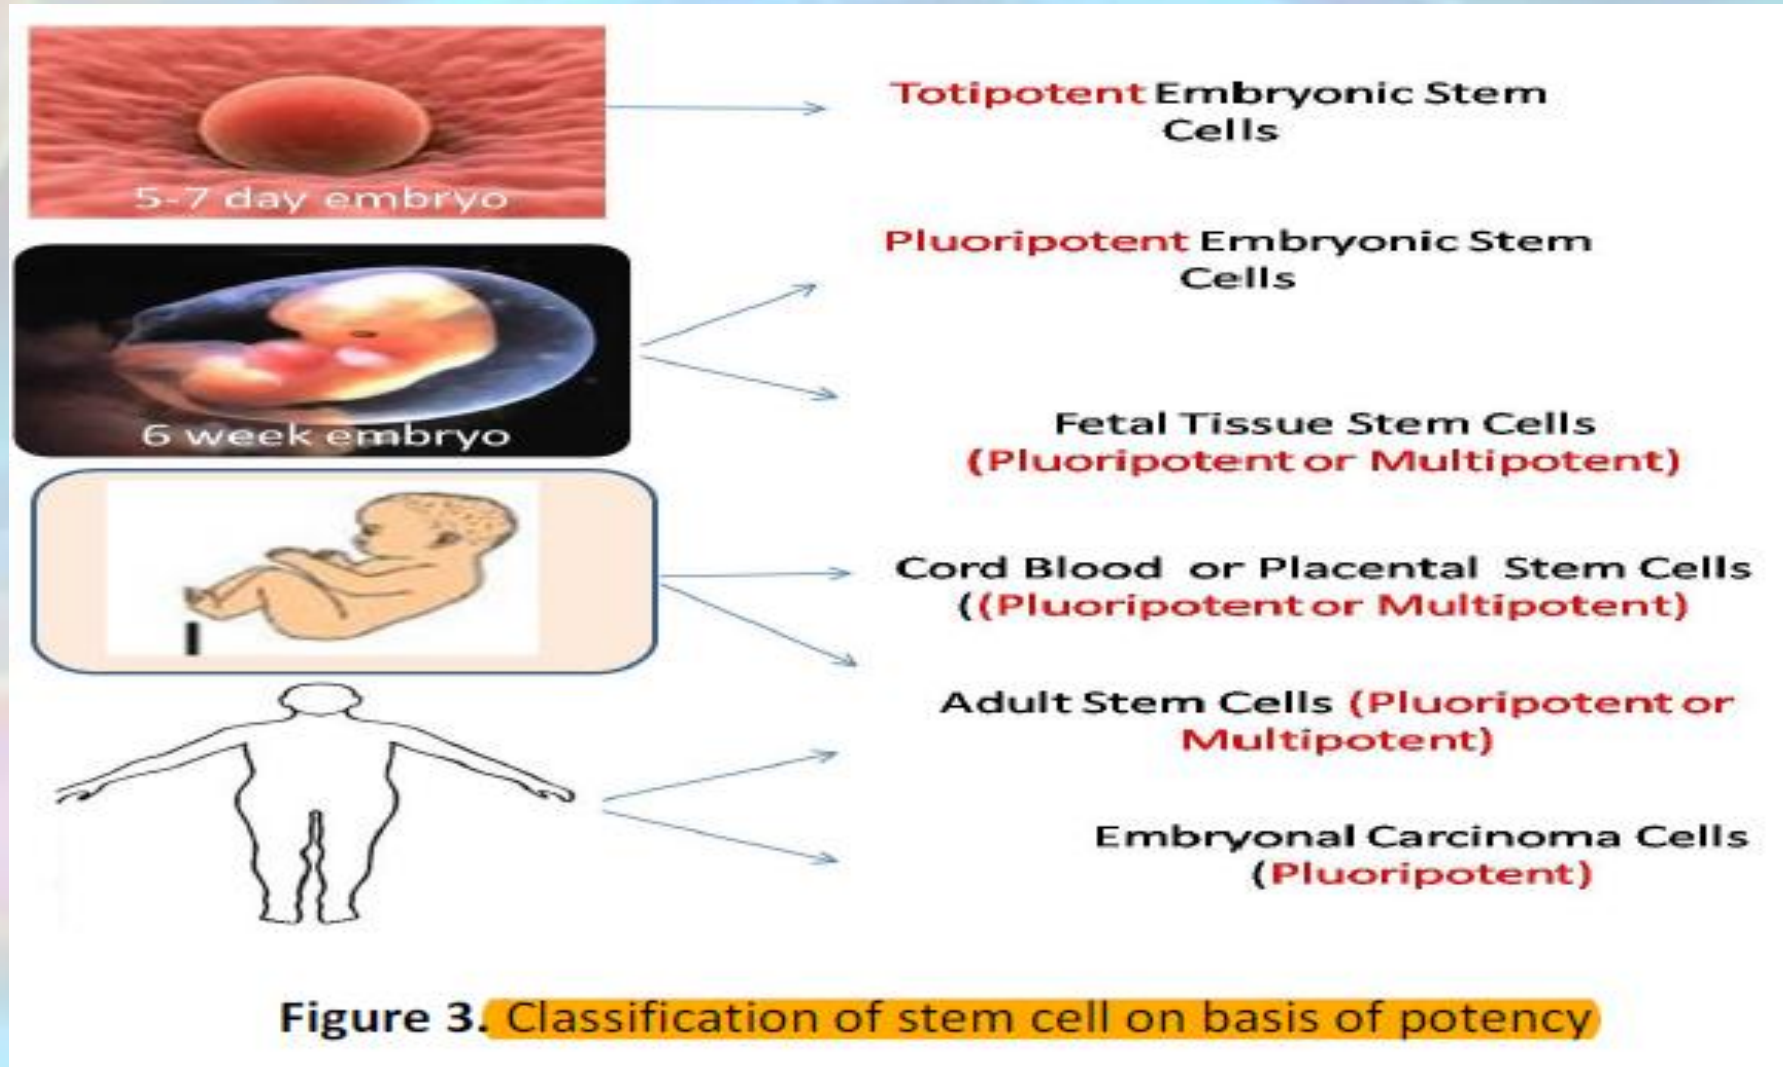 5-7 day embryo
Totipotent Embryonic Stem
Cells
6 week embryo
Pluoripotent Embryonic Stem
Cells
Fetal Tissue Stem Cells
(Pluoripotent or Multipotent)
Cord Blood or Placental Stem Cells
((Pluoripotent or Multipotent)
Adult Stem Cells (Pluoripotent or
Multipotent)
Embryonal Carcinoma Cells
(Pluoripotent)
Figure 3. Classification of stem cell on basis of potency